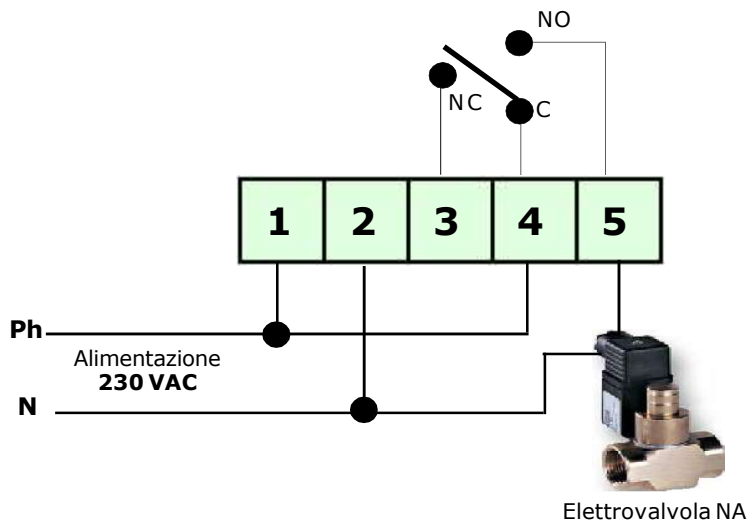 NO
NC
C
1 2 3 4 5
Ph
Alimentazione
230 VAC
N
Elettrovalvola NA